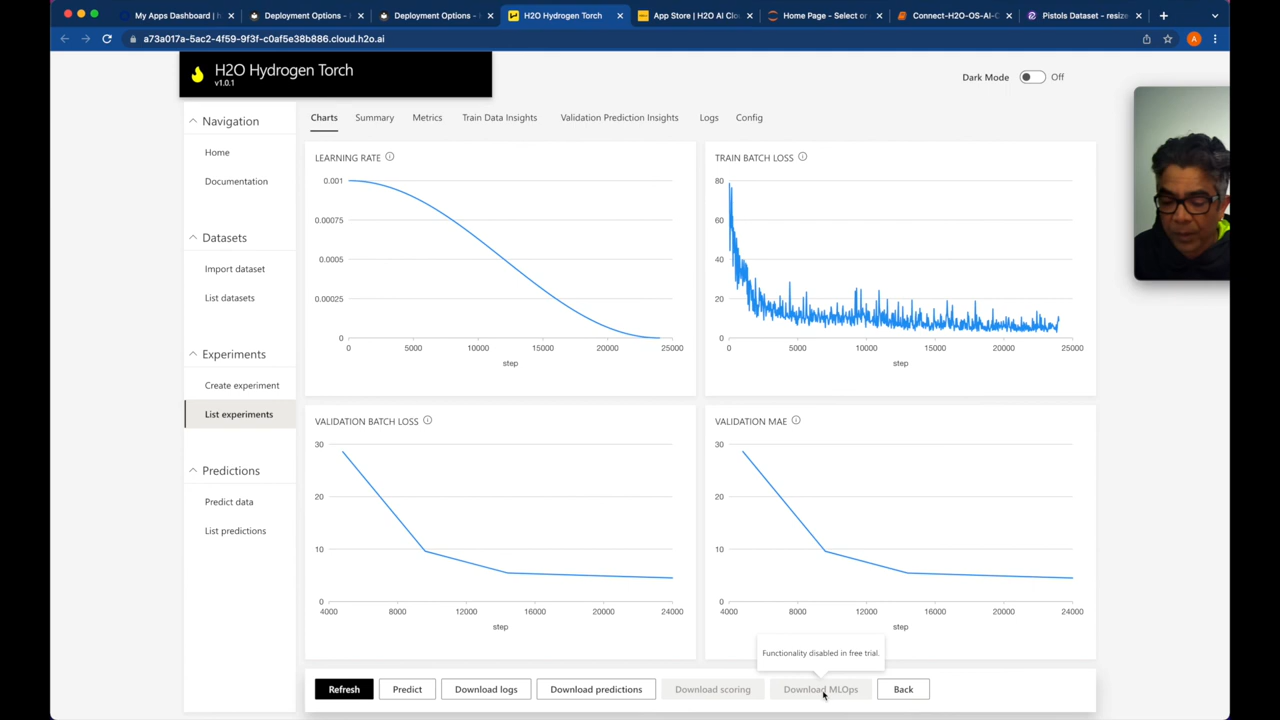 My Apps Dashboard | h
Deployment Options - H
Deployment Options - H
H2O Hydrogen Torch
App Store | H2O AI Clou
Home Page - Select or
Connect-H2O-OS-AI-C
Pistols Dataset - resize
a73a017a-5ac2-4f59-9f3f-c0af5e38b886.cloud.h2o.ai
A
H2O Hydrogen Torch
v1.0.1
Dark Mode Off
Navigation
Home
Documentation
Datasets
Import dataset
List datasets
Experiments
Create experiment
List experiments
Predictions
Predict data
List predictions
Charts Summary Metrics Train Data Insights Validation Prediction Insights Logs Config
LEARNING RATE
0.001
0.00075
0.0005
0.00025
0
0 5000 10000 15000 20000 25000
step
TRAIN BATCH LOSS
80
60
40
20
0
0 5000 10000 15000 20000 25000
step
VALIDATION BATCH LOSS
30
20
10
0
4000 8000 12000 16000 20000 24000
step
VALIDATION MAE
30
20
10
0
4000 8000 12000 16000 20000 24000
step
Functionality disabled in free trial.
Refresh Predict Download logs Download predictions Download scoring Download MLOps Back